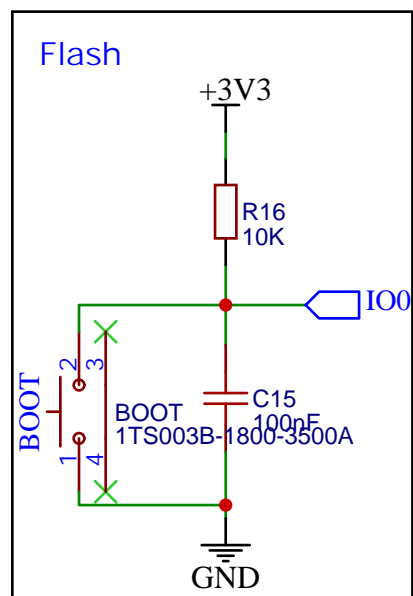 Flash
+3V3
R16
10K
IO0
2
3
BOOT
1
4
BOOT
1TS003B-1800-3500A
C15
100nF
GND